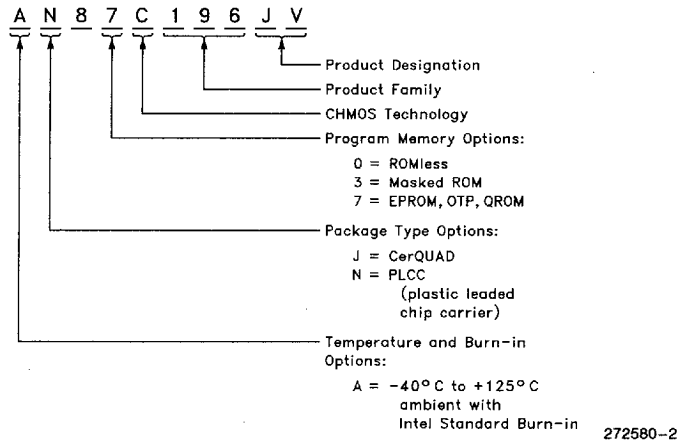 A N 8 7 C 1 9 6 J V
Product Designation
Product Family
CHMOS Technology
Program Memory Options:
0 = ROMless
3 = Masked ROM
7 = EPROM, OTP, QROM
Package Type Options:
J = CerQUAD
N = PLCC
(plastic leaded
chip carrier)
Temperature and Burn-in
Options:
A = -40°C to +125°C
ambient with
Intel Standard Burn-in
272580-2